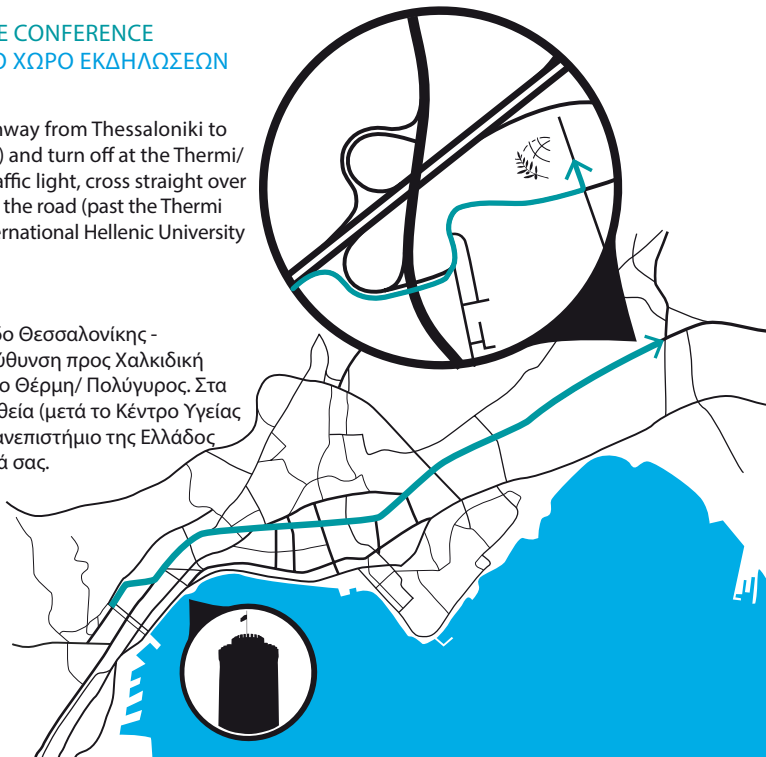 E CONFERENCE
Ο ΧΩΡΟ ΕΚΔΗΛΩΣΕΩΝ
way from Thessaloniki to
) and turn off at the Thermi/
affic light, cross straight over
the road (past the Thermi
ernational Hellenic University
δο Θεσσαλονίκης -
ύθυνση προς Χαλκιδική
ο Θέρμη/ Πολύγυρος. Στα
θεία (μετά το Κέντρο Υγείας
ανεπιστήμιο της Ελλάδος
ά σας.